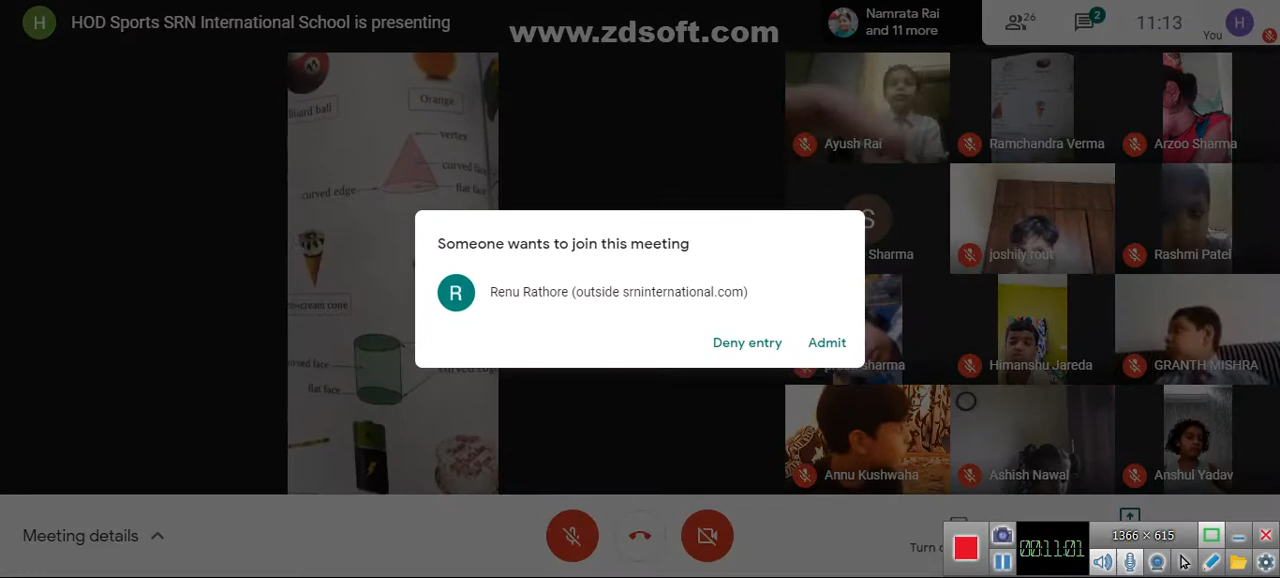 HOD Sports SRN International School is presenting
www.zdsoft.com
Namrata Rai
and 11 more
26
2
11:13
H
H
You
Orange
vertex
curved face
flat face
curved edge
ball
Ayush Rai
Ramchandra Verma
Arzoo Sharma
S
Sharma
joshily rout
Rashmi Patel
Someone wants to join this meeting
R
Renu Rathore (outside srninternational.com)
Deny entry
Admit
cream cone
flat face
sharma
Himanshu Jareda
GRANTH MISHRA
Annu Kushwaha
Ashish Nawal
Anshul Yadav
Meeting details
Turn
1366 × 615
00:11:01